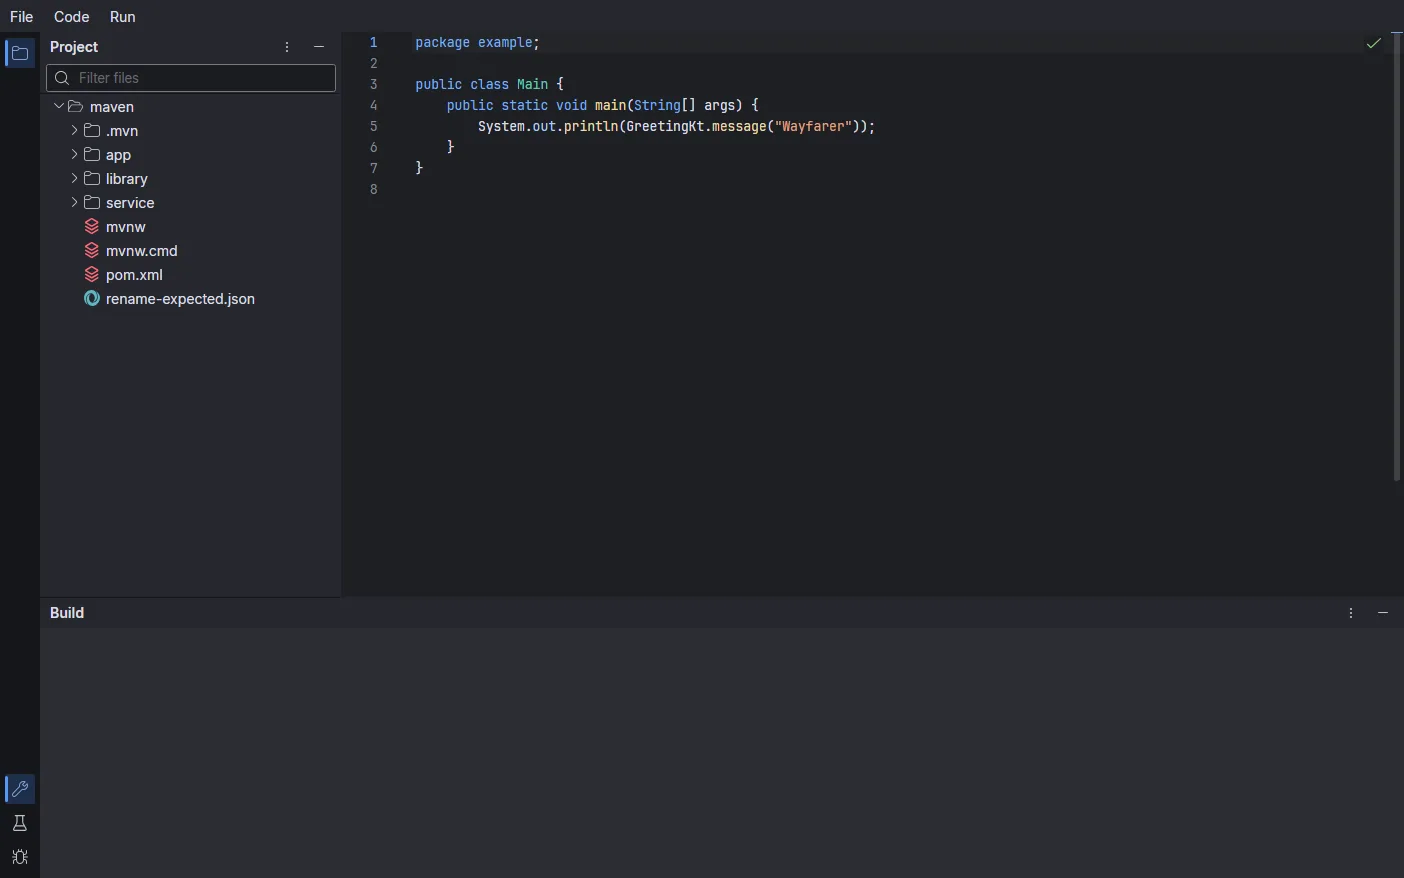 File Code Run
Project
Filter files
maven
.mvn
app
library
service
mvnw
mvnw.cmd
pom.xml
rename-expected.json
1 package example;
2
3 public class Main {
4 public static void main(String[] args) {
5 System.out.println(GreetingKt.message("Wayfarer"));
6 }
7 }
8
Build